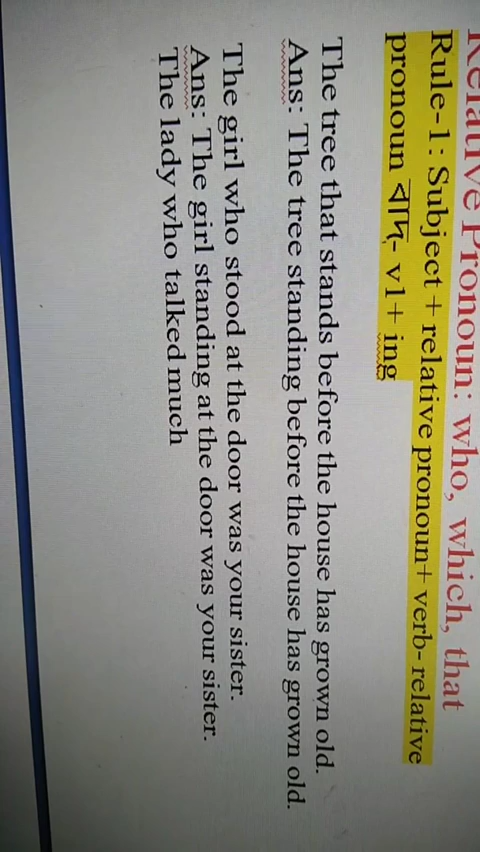 Relative Pronoun: who, which, that
Rule-1: Subject + relative pronoun+ verb- relative
pronoun বাদ- v1+ ing
The tree that stands before the house has grown old.
Ans: The tree standing before the house has grown old.
The girl who stood at the door was your sister.
Ans: The girl standing at the door was your sister.
The lady who talked much